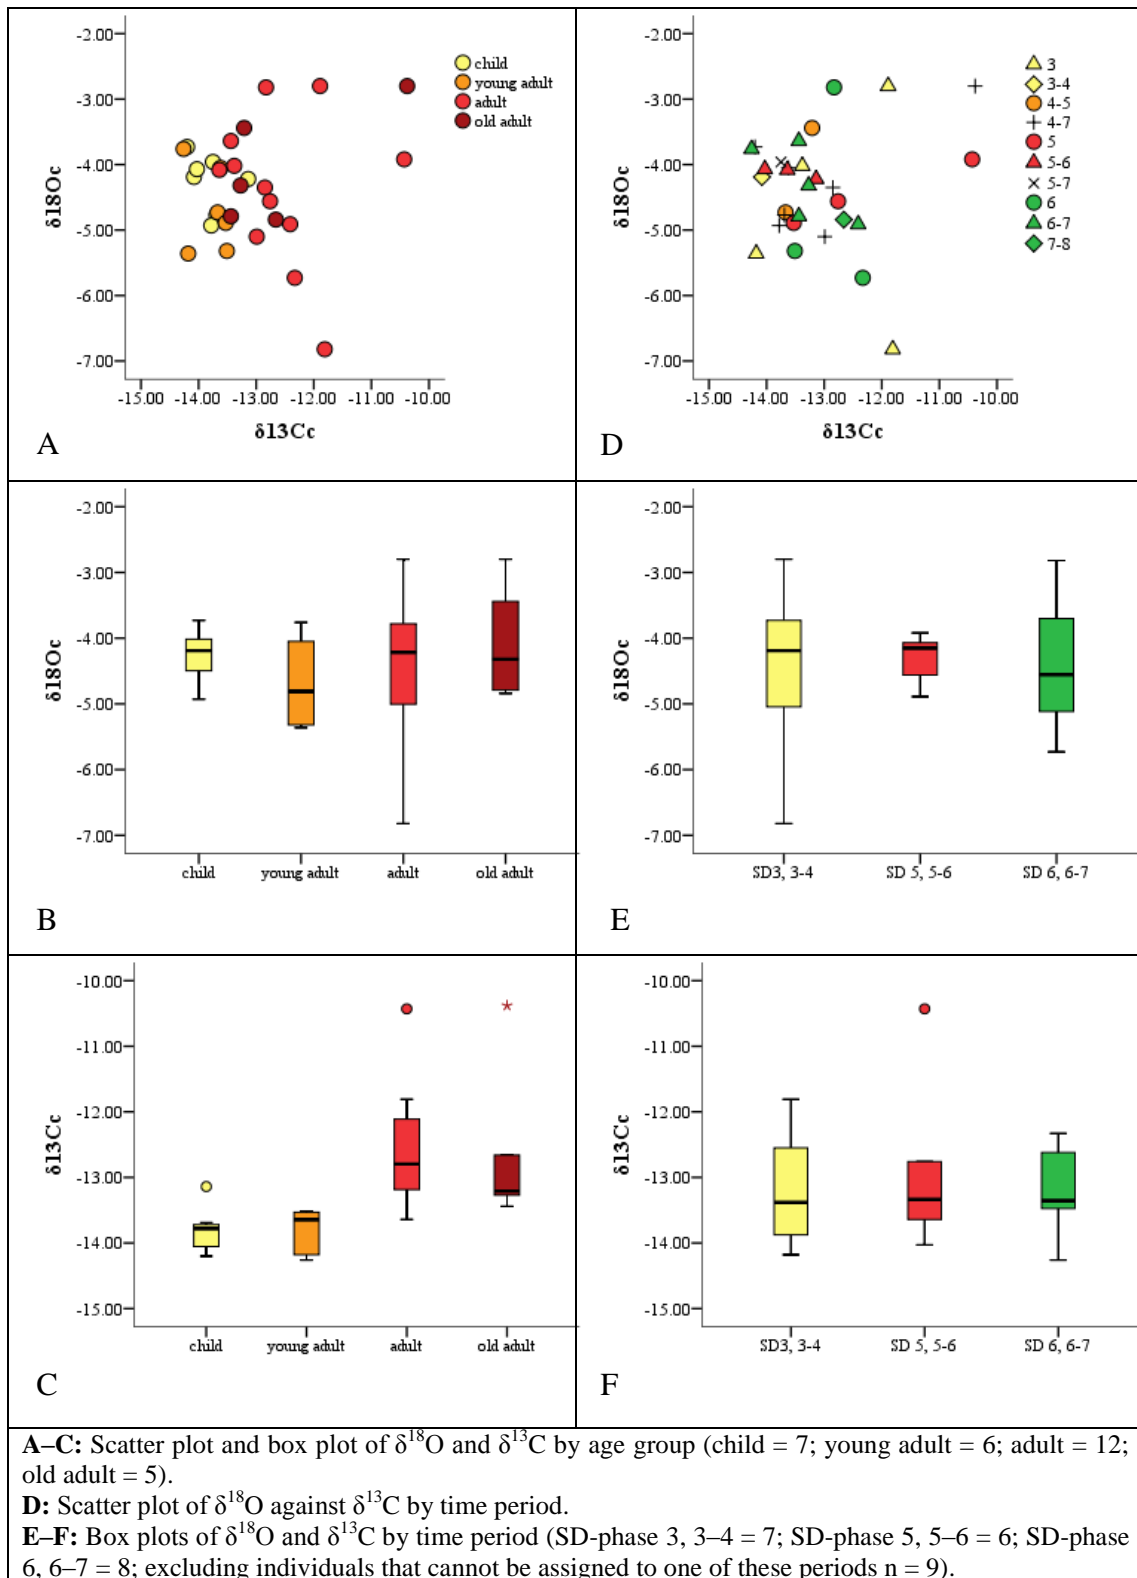 -2.00
-3.00
-4.00
-5.00
-6.00
-7.00
δ18Oc
child
young adult
adult
old adult
-15.00 -14.00 -13.00 -12.00 -11.00 -10.00
δ13Cc
A
-2.00
-3.00
-4.00
-5.00
-6.00
-7.00
δ18Oc
3
3-4
4-5
4-7
5
5-6
5-7
6
6-7
7-8
-15.00 -14.00 -13.00 -12.00 -11.00 -10.00
δ13Cc
D
-2.00
-3.00
-4.00
-5.00
-6.00
-7.00
δ18Oc
child young adult adult old adult
B
-2.00
-3.00
-4.00
-5.00
-6.00
-7.00
δ18Oc
SD3, 3-4 SD 5, 5-6 SD 6, 6-7
E
-10.00
-11.00
-12.00
-13.00
-14.00
-15.00
δ13Cc
child young adult adult old adult
C
-10.00
-11.00
-12.00
-13.00
-14.00
-15.00
δ13Cc
SD3, 3-4 SD 5, 5-6 SD 6, 6-7
F
A–C: Scatter plot and box plot of δ¹⁸O and δ¹³C by age group (child = 7; young adult = 6; adult = 12;
old adult = 5).
D: Scatter plot of δ¹⁸O against δ¹³C by time period.
E–F: Box plots of δ¹⁸O and δ¹³C by time period (SD-phase 3, 3–4 = 7; SD-phase 5, 5–6 = 6; SD-phase
6, 6–7 = 8; excluding individuals that cannot be assigned to one of these periods n = 9).